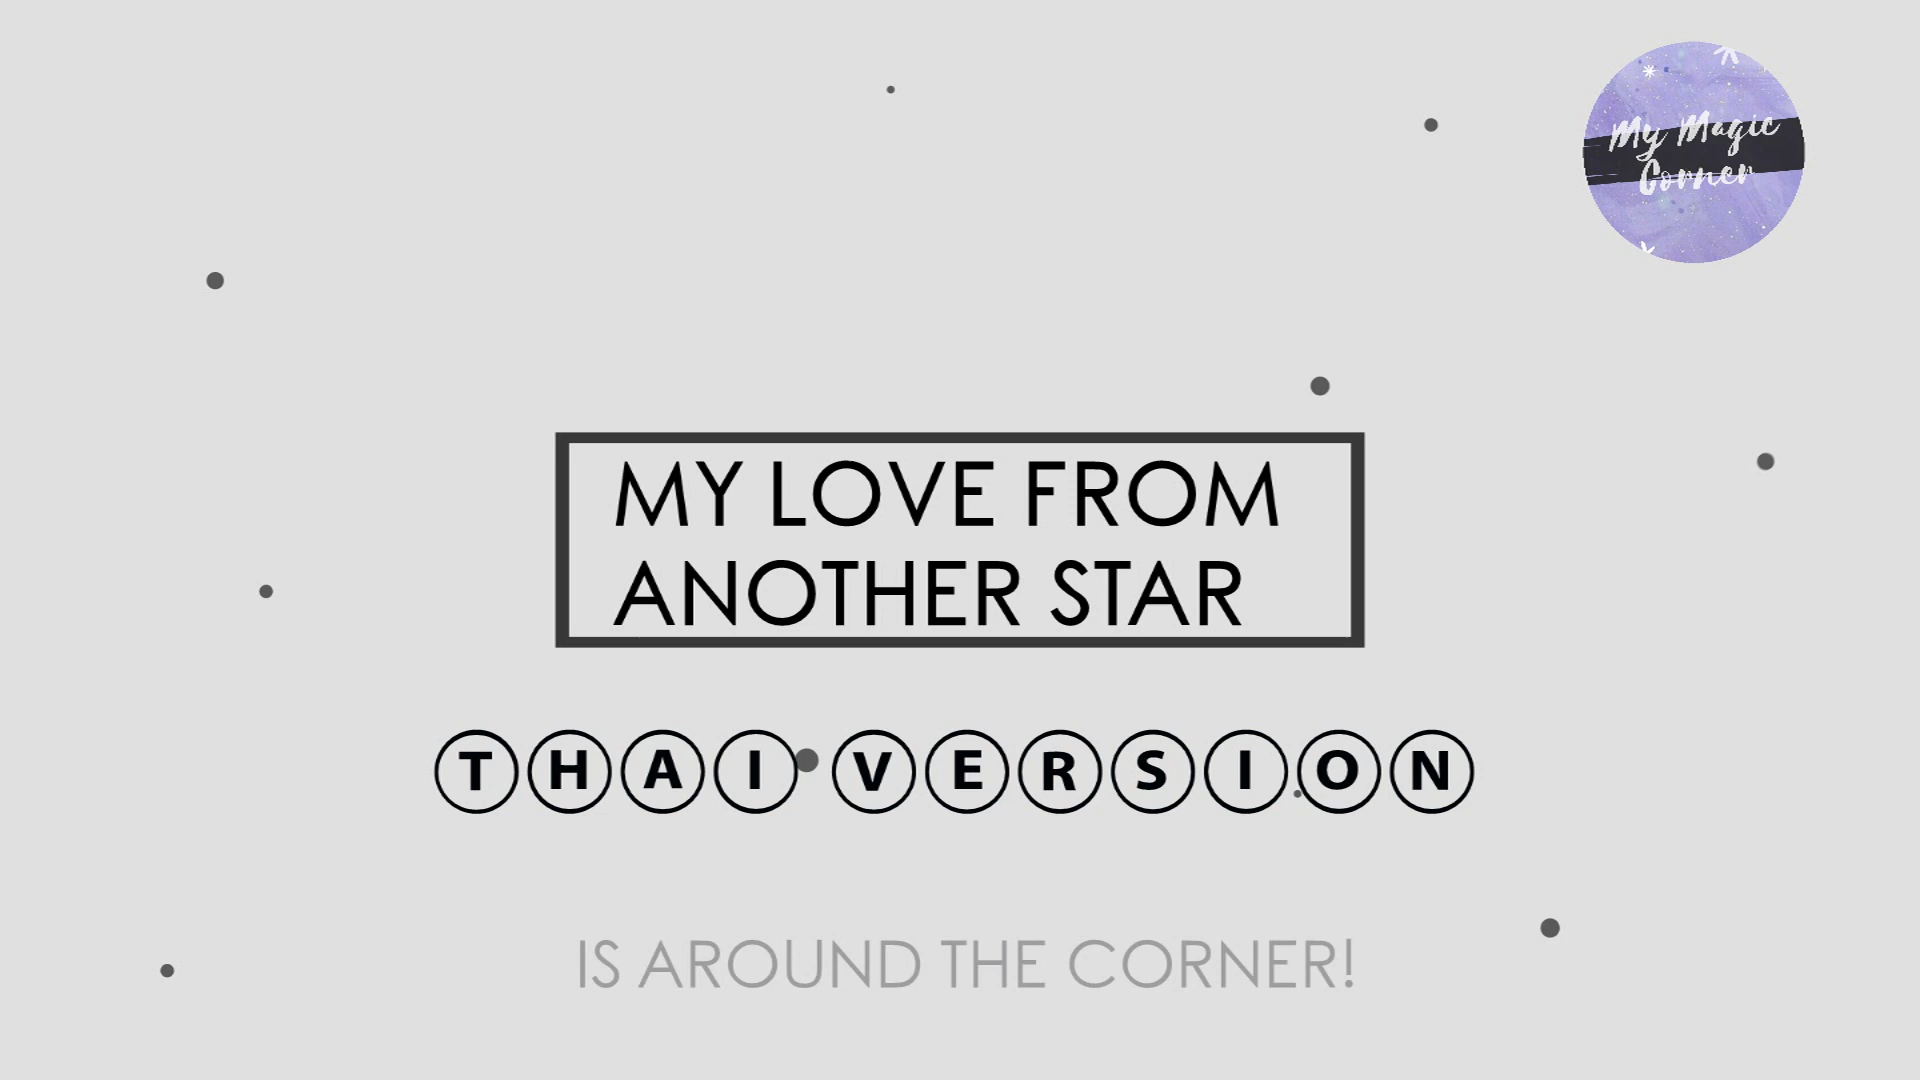 My Magic
Corner
MY LOVE FROM
ANOTHER STAR
THAI VERSION
IS AROUND THE CORNER!